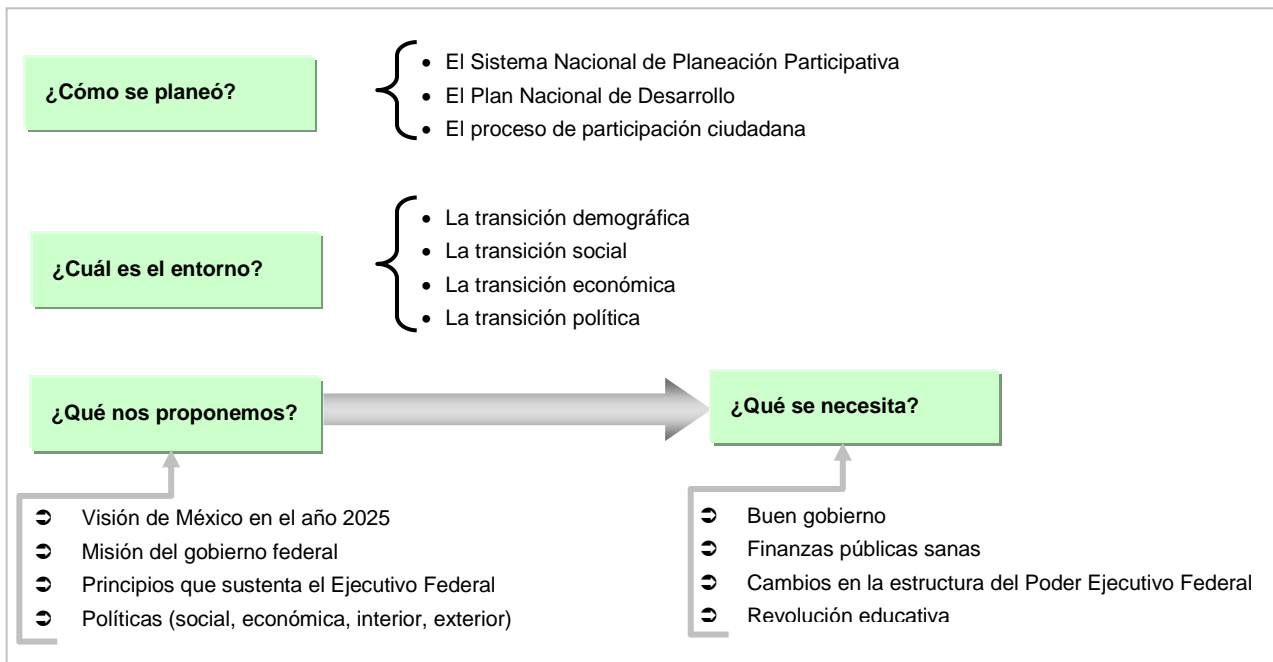 ¿Cómo se planeó?
• El Sistema Nacional de Planeación Participativa
• El Plan Nacional de Desarrollo
• El proceso de participación ciudadana
¿Cuál es el entorno?
• La transición demográfica
• La transición social
• La transición económica
• La transición política
¿Qué nos proponemos?
¿Qué se necesita?
➲ Visión de México en el año 2025
➲ Misión del gobierno federal
➲ Principios que sustenta el Ejecutivo Federal
➲ Políticas (social, económica, interior, exterior)
➲ Buen gobierno
➲ Finanzas públicas sanas
➲ Cambios en la estructura del Poder Ejecutivo Federal
➲ Revolución educativa